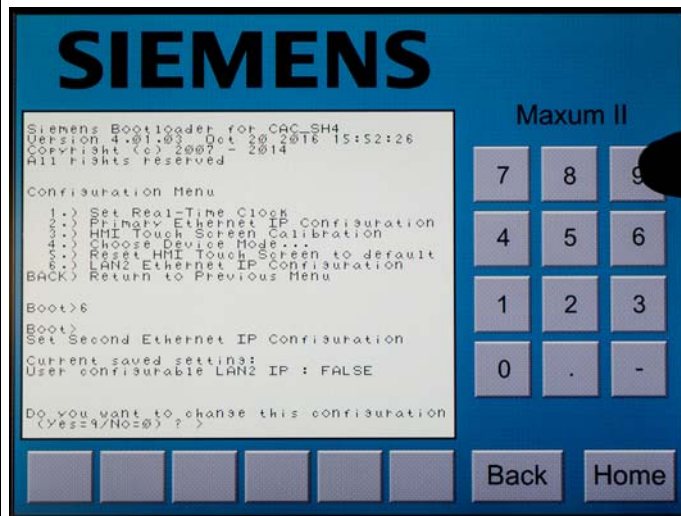 SIEMENS
Maxum II
Siemens Bootloader for CAC_SH4
Version 4.01.03  Oct 20 2016 15:52:26
Copyright (c) 2007 - 2014
All rights reserved
Configuration Menu
1.) Set Real-Time Clock
2.) Primary Ethernet IP Configuration
3.) HMI Touch Screen Calibration
4.) Choose Device Mode...
5.) Reset HMI Touch Screen to default
6.) LAN2 Ethernet IP Configuration
BACK) Return to Previous Menu
Boot>6
Boot>
Set Second Ethernet IP Configuration
Current saved setting:
User configurable LAN2 IP : FALSE
Do you want to change this configuration
(Yes=9/No=0) ? >
7 8 9
4 5 6
1 2 3
0 . -
Back Home